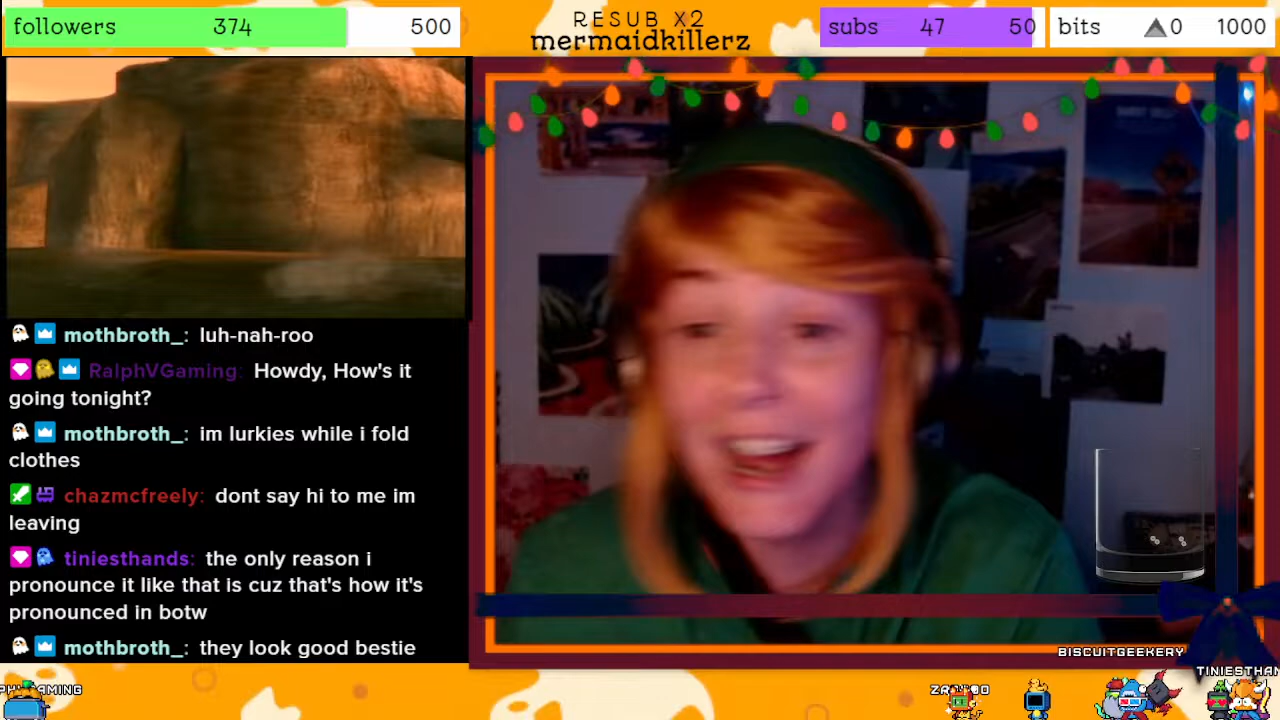 followers 374 500
RESUB X2
mermaidkillerz
subs 47 50
bits 0 1000
mothbroth_: luh-nah-roo
RalphVGaming: Howdy, How's it
going tonight?
mothbroth_: im lurkies while i fold
clothes
chazmcfreely: dont say hi to me im
leaving
tiniesthands: the only reason i
pronounce it like that is cuz that's how it's
pronounced in botw
mothbroth_: they look good bestie
BISCUITGEEKERY
TINIESTHAN